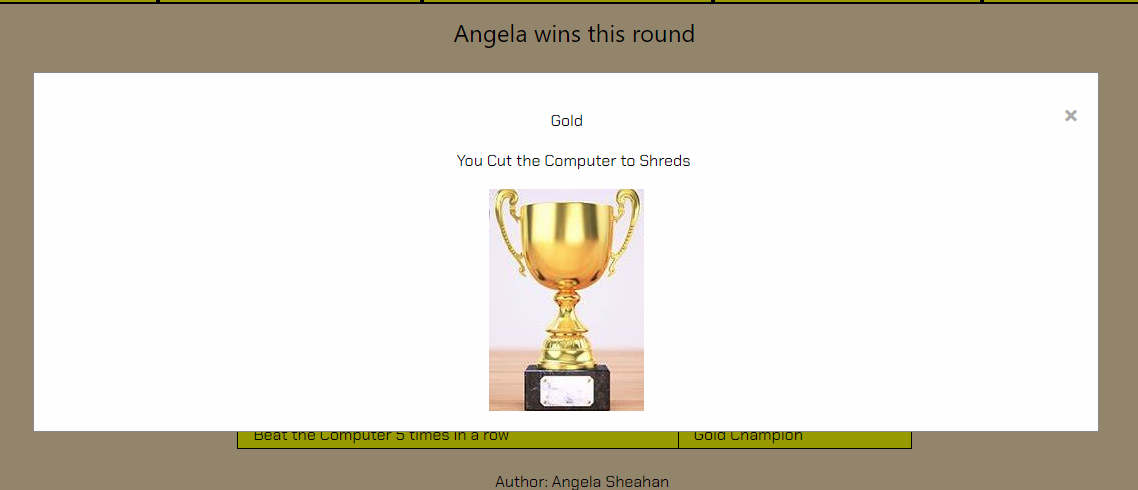 Angela wins this round
×
Gold
You Cut the Computer to Shreds
Beat the Computer 5 times in a row
Gold Champion
Author: Angela Sheahan